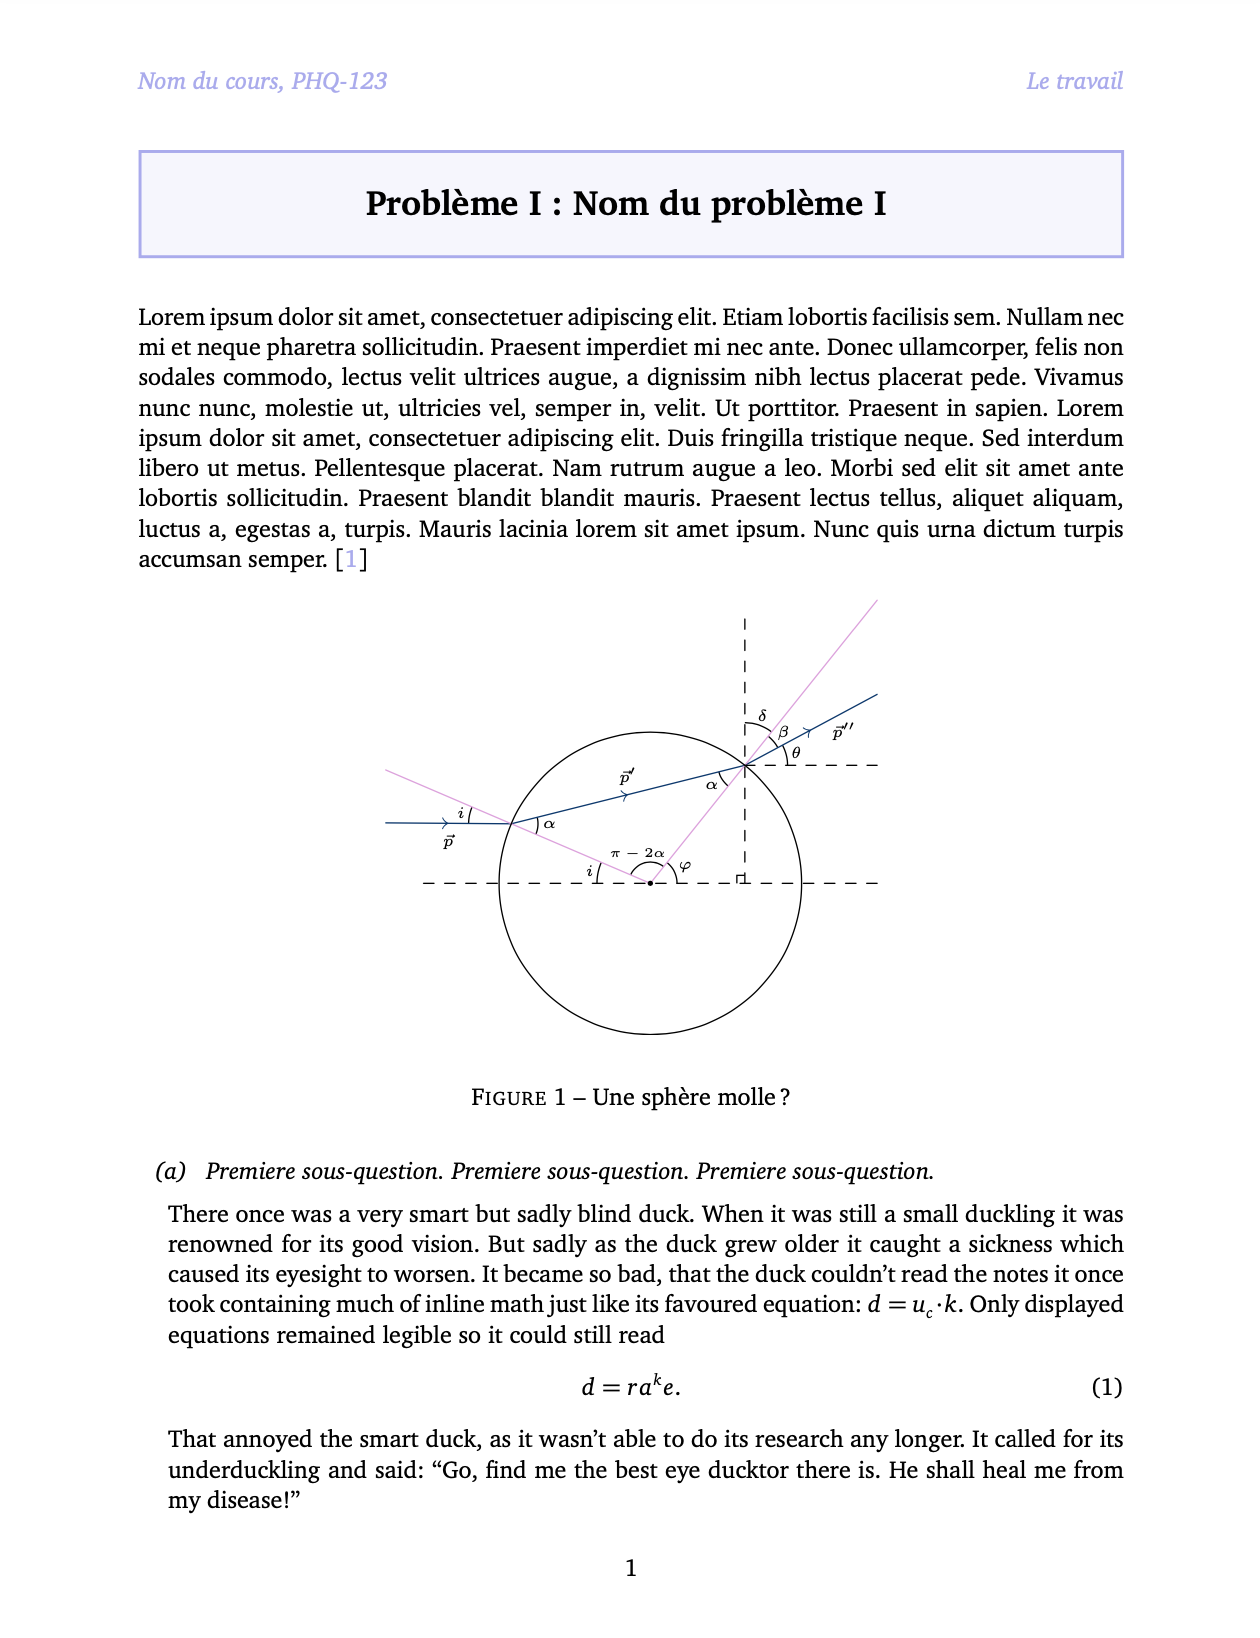 Nom du cours, PHQ-123 Le travail
Problème I : Nom du problème I
Lorem ipsum dolor sit amet, consectetuer adipiscing elit. Etiam lobortis facilisis sem. Nullam nec
mi et neque pharetra sollicitudin. Praesent imperdiet mi nec ante. Donec ullamcorper, felis non
sodales commodo, lectus velit ultrices augue, a dignissim nibh lectus placerat pede. Vivamus
nunc nunc, molestie ut, ultricies vel, semper in, velit. Ut porttitor. Praesent in sapien. Lorem
ipsum dolor sit amet, consectetuer adipiscing elit. Duis fringilla tristique neque. Sed interdum
libero ut metus. Pellentesque placerat. Nam rutrum augue a leo. Morbi sed elit sit amet ante
lobortis sollicitudin. Praesent blandit blandit mauris. Praesent lectus tellus, aliquet aliquam,
luctus a, egestas a, turpis. Mauris lacinia lorem sit amet ipsum. Nunc quis urna dictum turpis
accumsan semper. [1]
δ
β
p⃗′′
θ
p⃗′
α
i
α
p⃗
π − 2α
i
φ
FIGURE 1 – Une sphère molle ?
(a) Premiere sous-question. Premiere sous-question. Premiere sous-question.
There once was a very smart but sadly blind duck. When it was still a small duckling it was
renowned for its good vision. But sadly as the duck grew older it caught a sickness which
caused its eyesight to worsen. It became so bad, that the duck couldn’t read the notes it once
took containing much of inline math just like its favoured equation: d = u_c · k. Only displayed
equations remained legible so it could still read
d = ra^k e. (1)
That annoyed the smart duck, as it wasn’t able to do its research any longer. It called for its
underduckling and said: “Go, find me the best eye ducktor there is. He shall heal me from
my disease!”
1